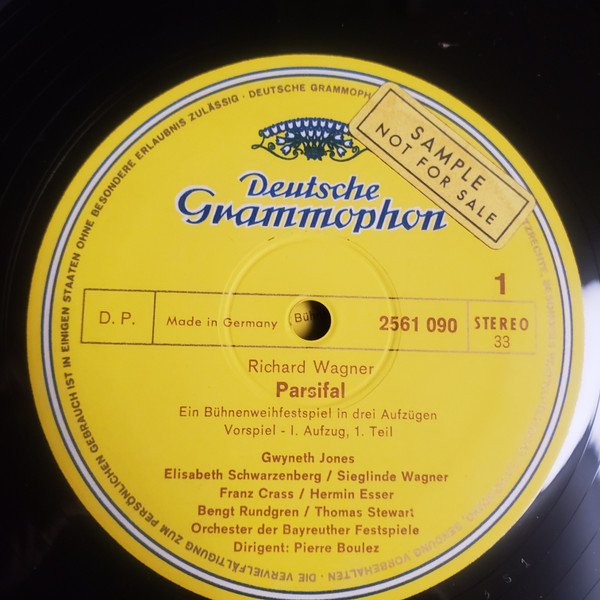 DEUTSCHE GRAMMOPH
SAMPLE
NOT FOR SALE
Deutsche
Grammophon
1
D. P.
Made in Germany
Büh
2561 090
STEREO
33
Richard Wagner
Parsifal
Ein Bühnenweihfestspiel in drei Aufzügen
Vorspiel - I. Aufzug, 1. Teil
Gwyneth Jones
Elisabeth Schwarzenberg / Sieglinde Wagner
Franz Crass / Hermin Esser
Bengt Rundgren / Thomas Stewart
Orchester der Bayreuther Festspiele
Dirigent: Pierre Boulez
VORBEHALTEN · DIE VERVIELFÄLTIGUNG ZUM PERSÖNLICHEN GEBRAUCH IST IN EINIGEN STAATEN OHNE BESONDERE ERLAUBNIS ZULÄSSIG ·